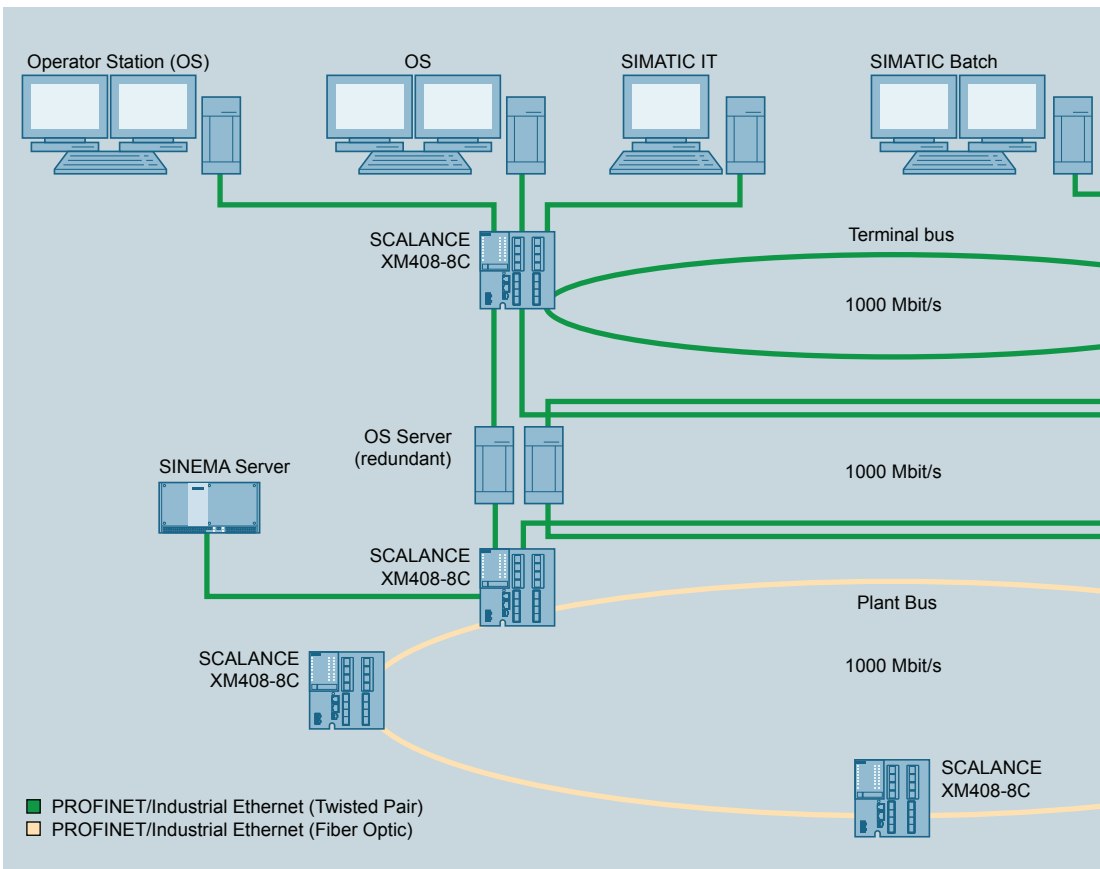 Operator Station (OS)
OS
SIMATIC IT
SIMATIC Batch
SCALANCE
XM408-8C
Terminal bus
1000 Mbit/s
OS Server
(redundant)
SINEMA Server
1000 Mbit/s
SCALANCE
XM408-8C
Plant Bus
SCALANCE
XM408-8C
1000 Mbit/s
SCALANCE
XM408-8C
PROFINET/Industrial Ethernet (Twisted Pair)
PROFINET/Industrial Ethernet (Fiber Optic)